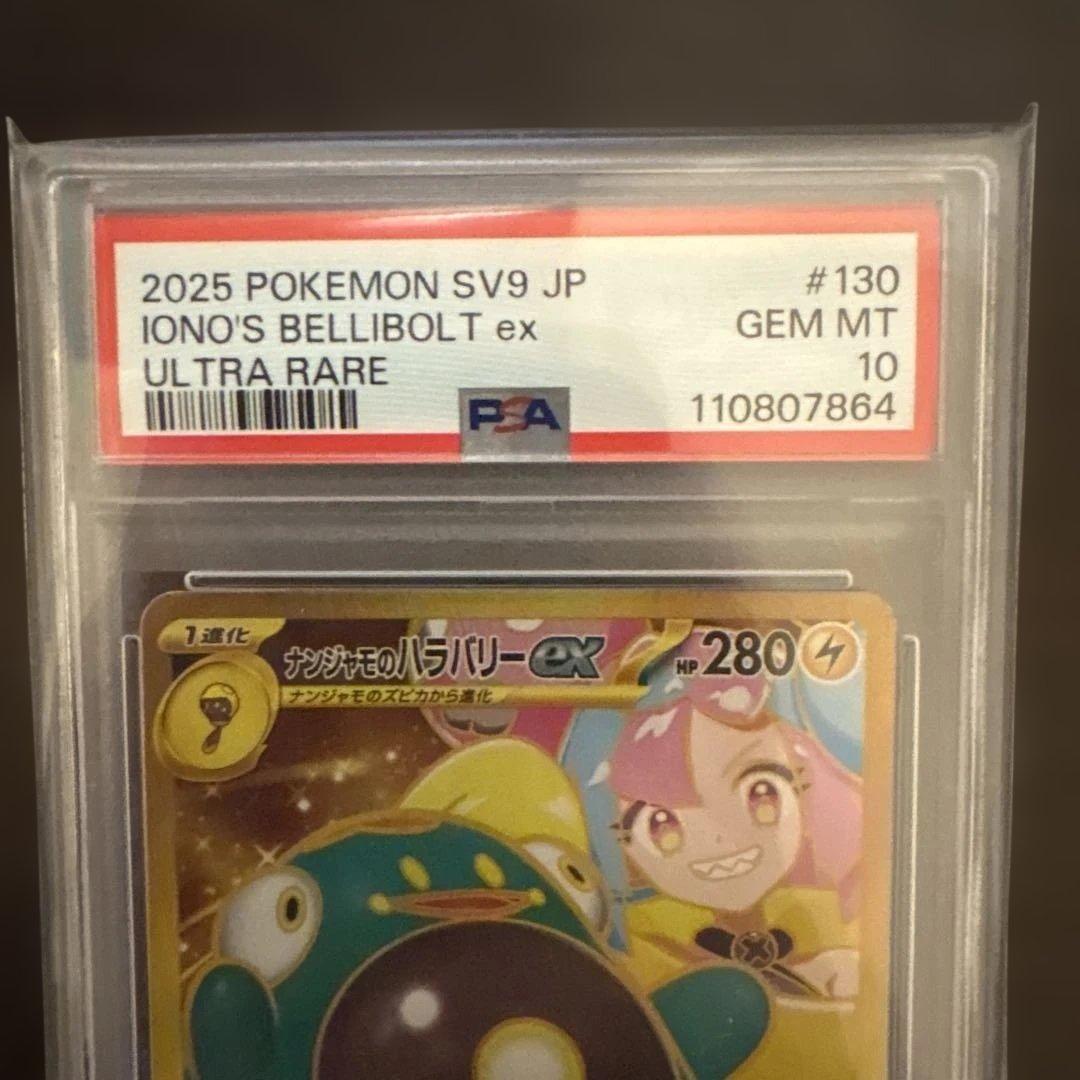 2025 POKEMON SV9 JP #130
IONO'S BELLIBOLT ex GEM MT
ULTRA RARE 10
PSA 110807864
1進化 ナンジャモのハラバリーex HP 280
ナンジャモのズピカから進化